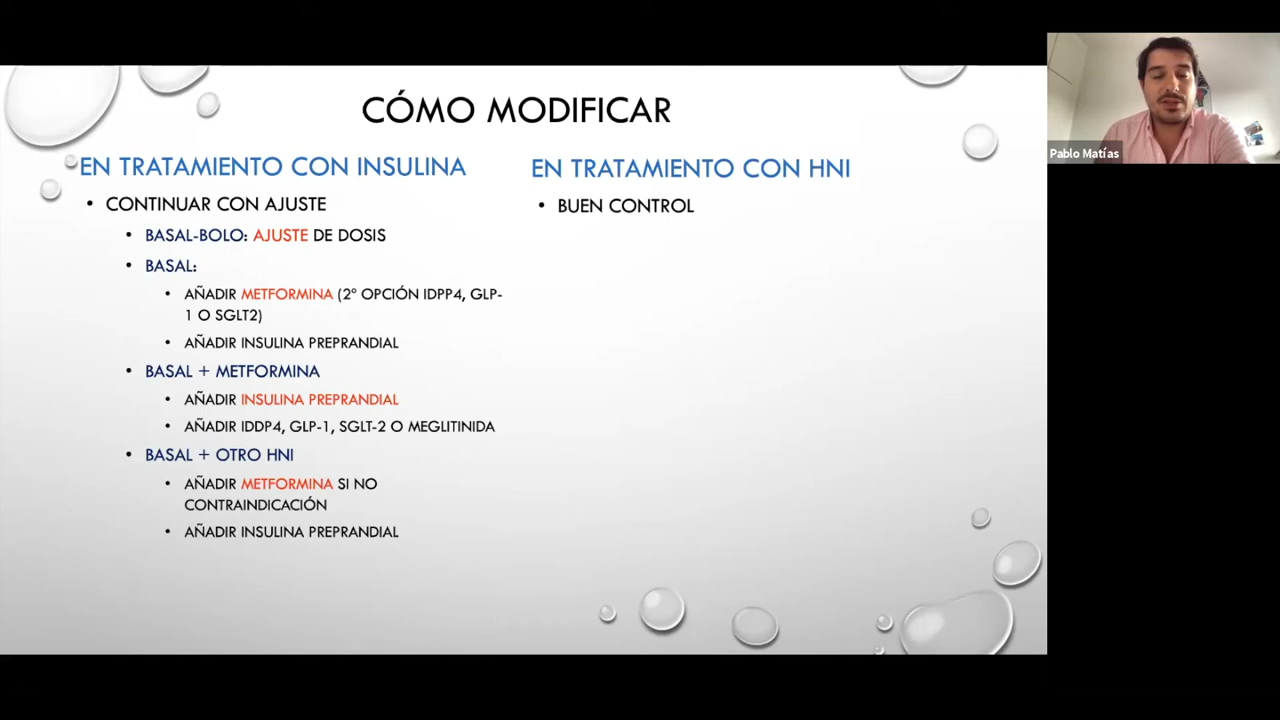 CÓMO MODIFICAR
EN TRATAMIENTO CON INSULINA
• CONTINUAR CON AJUSTE
• BASAL-BOLO: AJUSTE DE DOSIS
• BASAL:
• AÑADIR METFORMINA (2º OPCIÓN IDPP4, GLP-
1 O SGLT2)
• AÑADIR INSULINA PREPRANDIAL
• BASAL + METFORMINA
• AÑADIR INSULINA PREPRANDIAL
• AÑADIR IDDP4, GLP-1, SGLT-2 O MEGLITINIDA
• BASAL + OTRO HNI
• AÑADIR METFORMINA SI NO
CONTRAINDICACIÓN
• AÑADIR INSULINA PREPRANDIAL
EN TRATAMIENTO CON HNI
• BUEN CONTROL
Pablo Matías